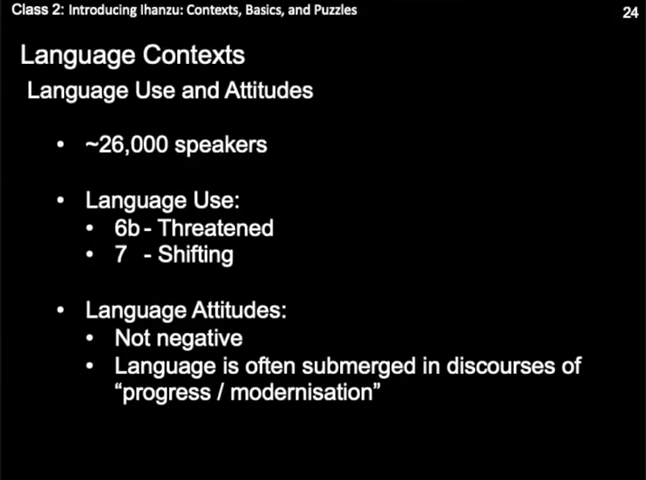 Class 2: Introducing Ihanzu: Contexts, Basics, and Puzzles
24
Language Contexts
Language Use and Attitudes
• ~26,000 speakers
• Language Use:
• 6b - Threatened
• 7 - Shifting
• Language Attitudes:
• Not negative
• Language is often submerged in discourses of
“progress / modernisation”